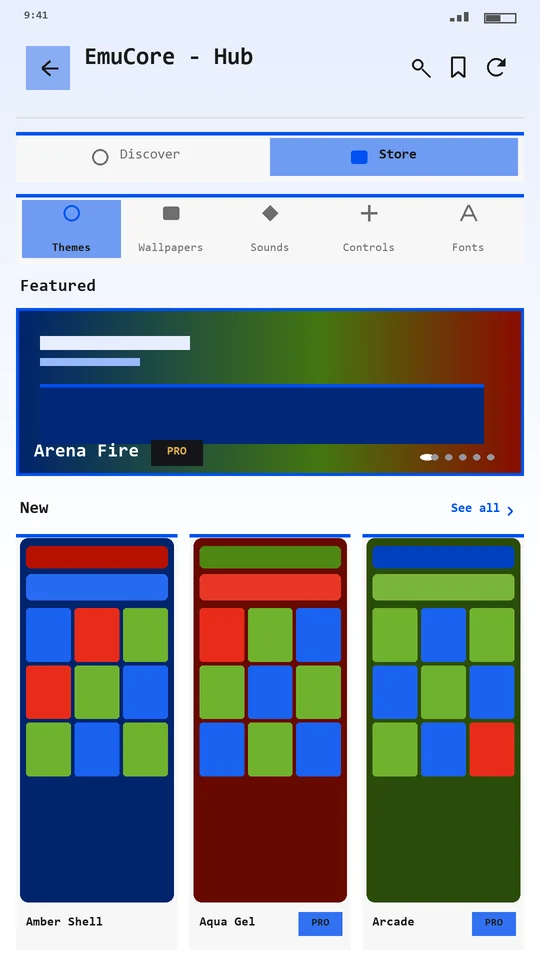 9:41
EmuCore - Hub
Discover
Store
Themes
Wallpapers
Sounds
Controls
Fonts
Featured
Arena Fire
PRO
New
See all
Amber Shell
Aqua Gel
PRO
Arcade
PRO